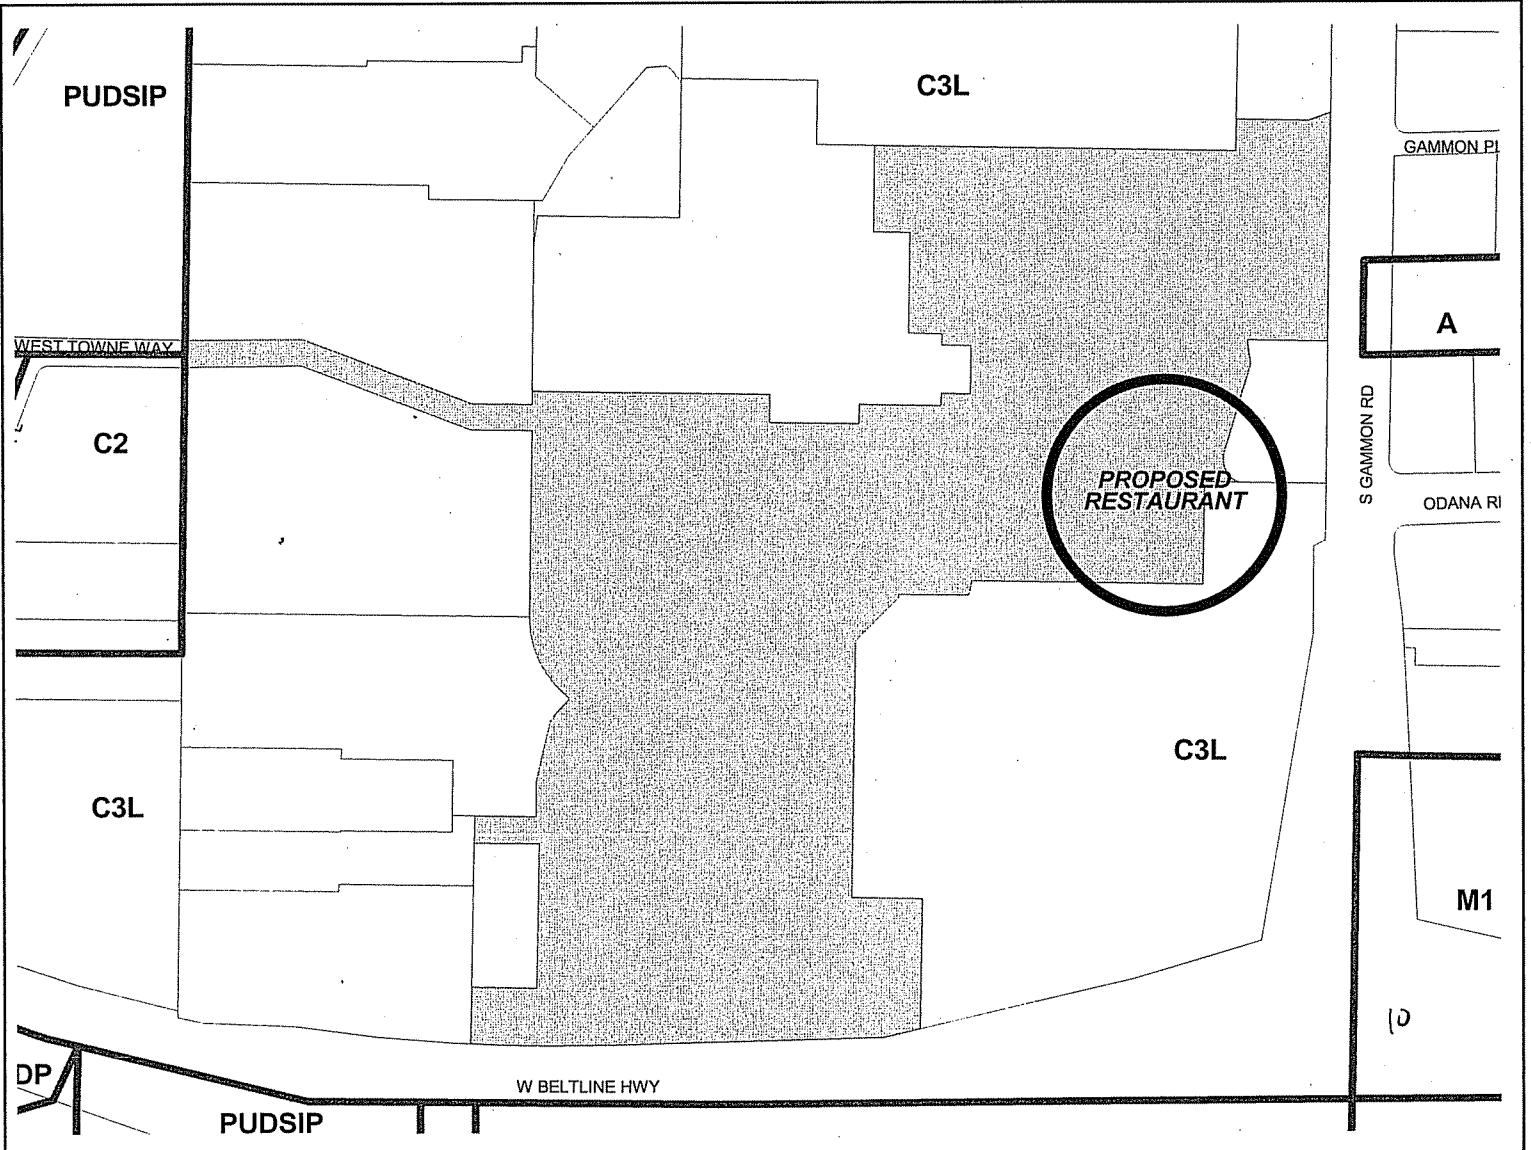 PUDSIP
C3L
GAMMON PL
A
WEST TOWNE WAY
C2
S GAMMON RD
PROPOSED
RESTAURANT
ODANA R
C3L
C3L
M1
10
DP
W BELTLINE HWY
PUDSIP